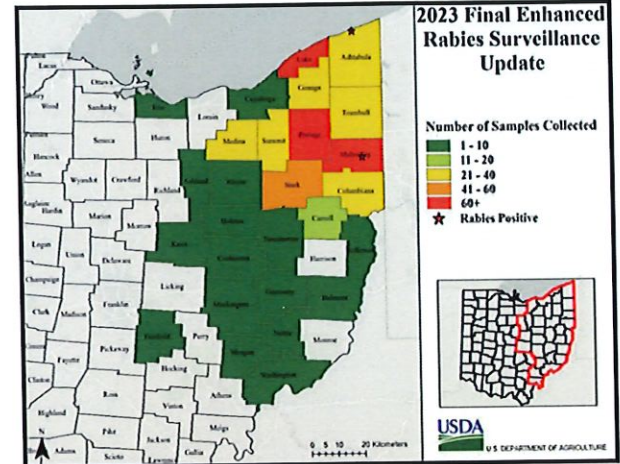 2023 Final Enhanced
Rabies Surveillance
Update
Number of Samples Collected
1 - 10
11 - 20
21 - 40
41 - 60
60+
Rabies Positive
Lake
Ashtabula
Lucas
Ottawa
Geauga
Wood
Sandusky
Erie
Cuyahoga
Lorain
Trumbull
Seneca
Huron
Medina
Summit
Portage
Mahoning
Hancock
Wyandot
Crawford
Richland
Ashland
Wayne
Stark
Columbiana
Allen
Hardin
Marion
Morrow
Holmes
Carroll
Tuscarawas
Logan
Union
Delaware
Knox
Coshocton
Harrison
Champaign
Licking
Guernsey
Belmont
Clark
Madison
Franklin
Muskingum
Fairfield
Perry
Noble
Monroe
Fayette
Pickaway
Morgan
Hocking
Washington
Clinton
Ross
Vinton
Athens
Highland
Meigs
Pike
Jackson
Gallia
Adams
Scioto
N
0 5 10 20 Kilometers
USDA
U.S. DEPARTMENT OF AGRICULTURE